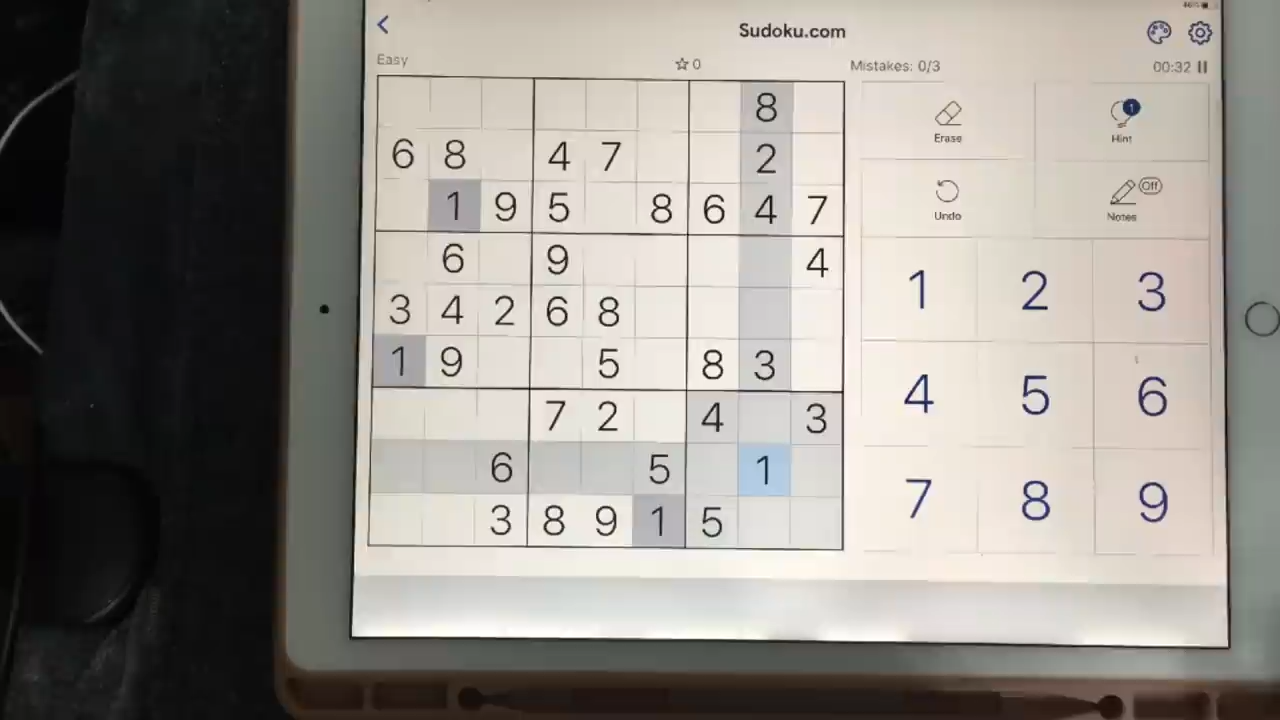 46%
Sudoku.com
Easy
0
Mistakes: 0/3
00:32
8
6 8 4 7 2
1 9 5 8 6 4 7
6 9 4
3 4 2 6 8
1 9 5 8 3
7 2 4 3
6 5 1
3 8 9 1 5
Erase
1
Hint
Undo
Off
Notes
1 2 3
4 5 6
7 8 9